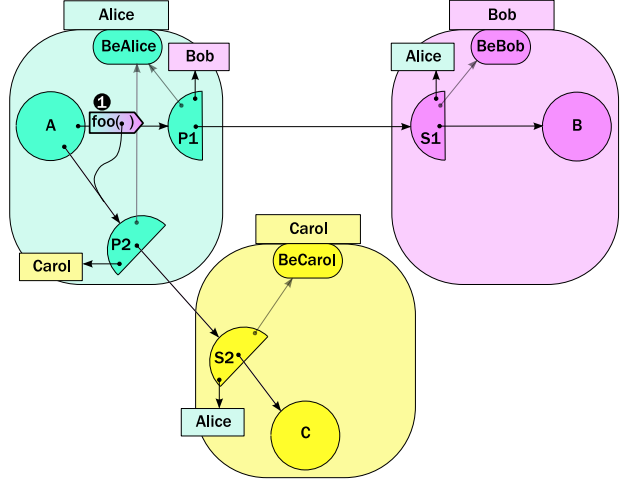 Alice
Bob
BeAlice
BeBob
Bob
Alice
1
A
foo( )
P1
S1
B
P2
Carol
Carol
BeCarol
S2
Alice
C